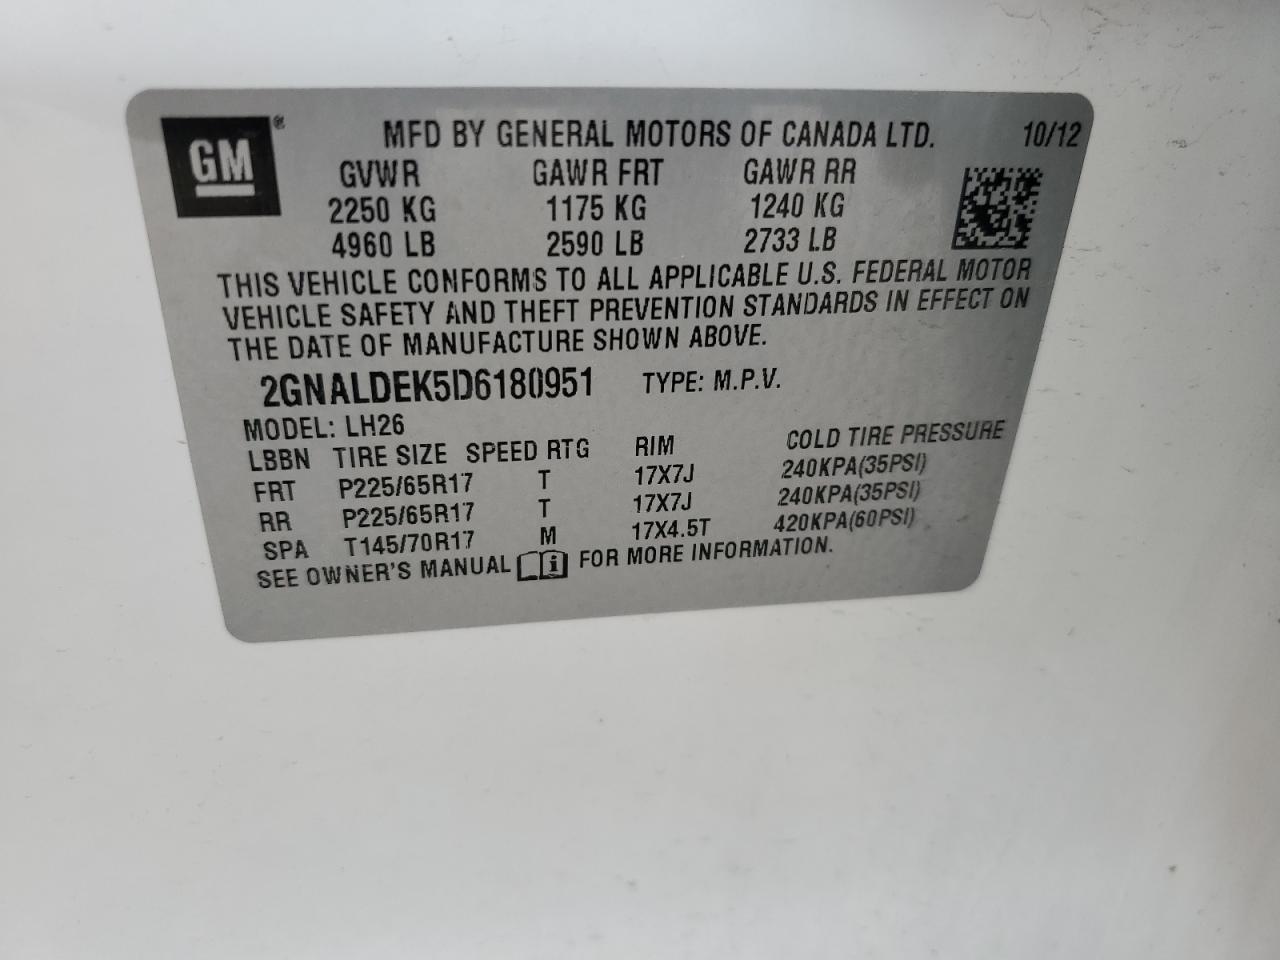 GM®
MFD BY GENERAL MOTORS OF CANADA LTD. 10/12
GVWR GAWR FRT GAWR RR
2250 KG 1175 KG 1240 KG
4960 LB 2590 LB 2733 LB
THIS VEHICLE CONFORMS TO ALL APPLICABLE U.S. FEDERAL MOTOR
VEHICLE SAFETY AND THEFT PREVENTION STANDARDS IN EFFECT ON
THE DATE OF MANUFACTURE SHOWN ABOVE.
2GNALDEK5D6180951 TYPE: M.P.V.
MODEL: LH26
LBBN TIRE SIZE SPEED RTG RIM COLD TIRE PRESSURE
FRT P225/65R17 T 17X7J 240KPA(35PSI)
RR P225/65R17 T 17X7J 240KPA(35PSI)
SPA T145/70R17 M 17X4.5T 420KPA(60PSI)
SEE OWNER'S MANUAL i FOR MORE INFORMATION.